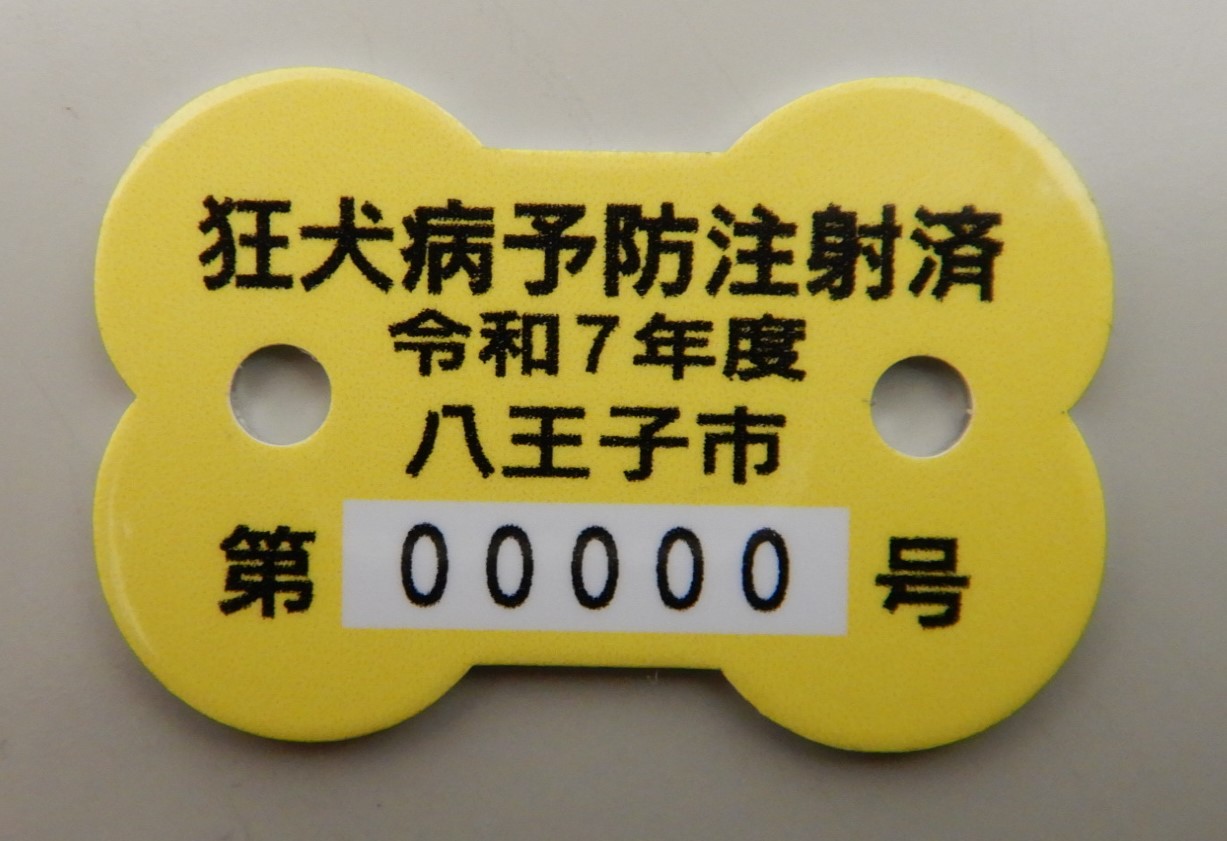 狂犬病予防注射済
令和7年度
八王子市
第 00000 号